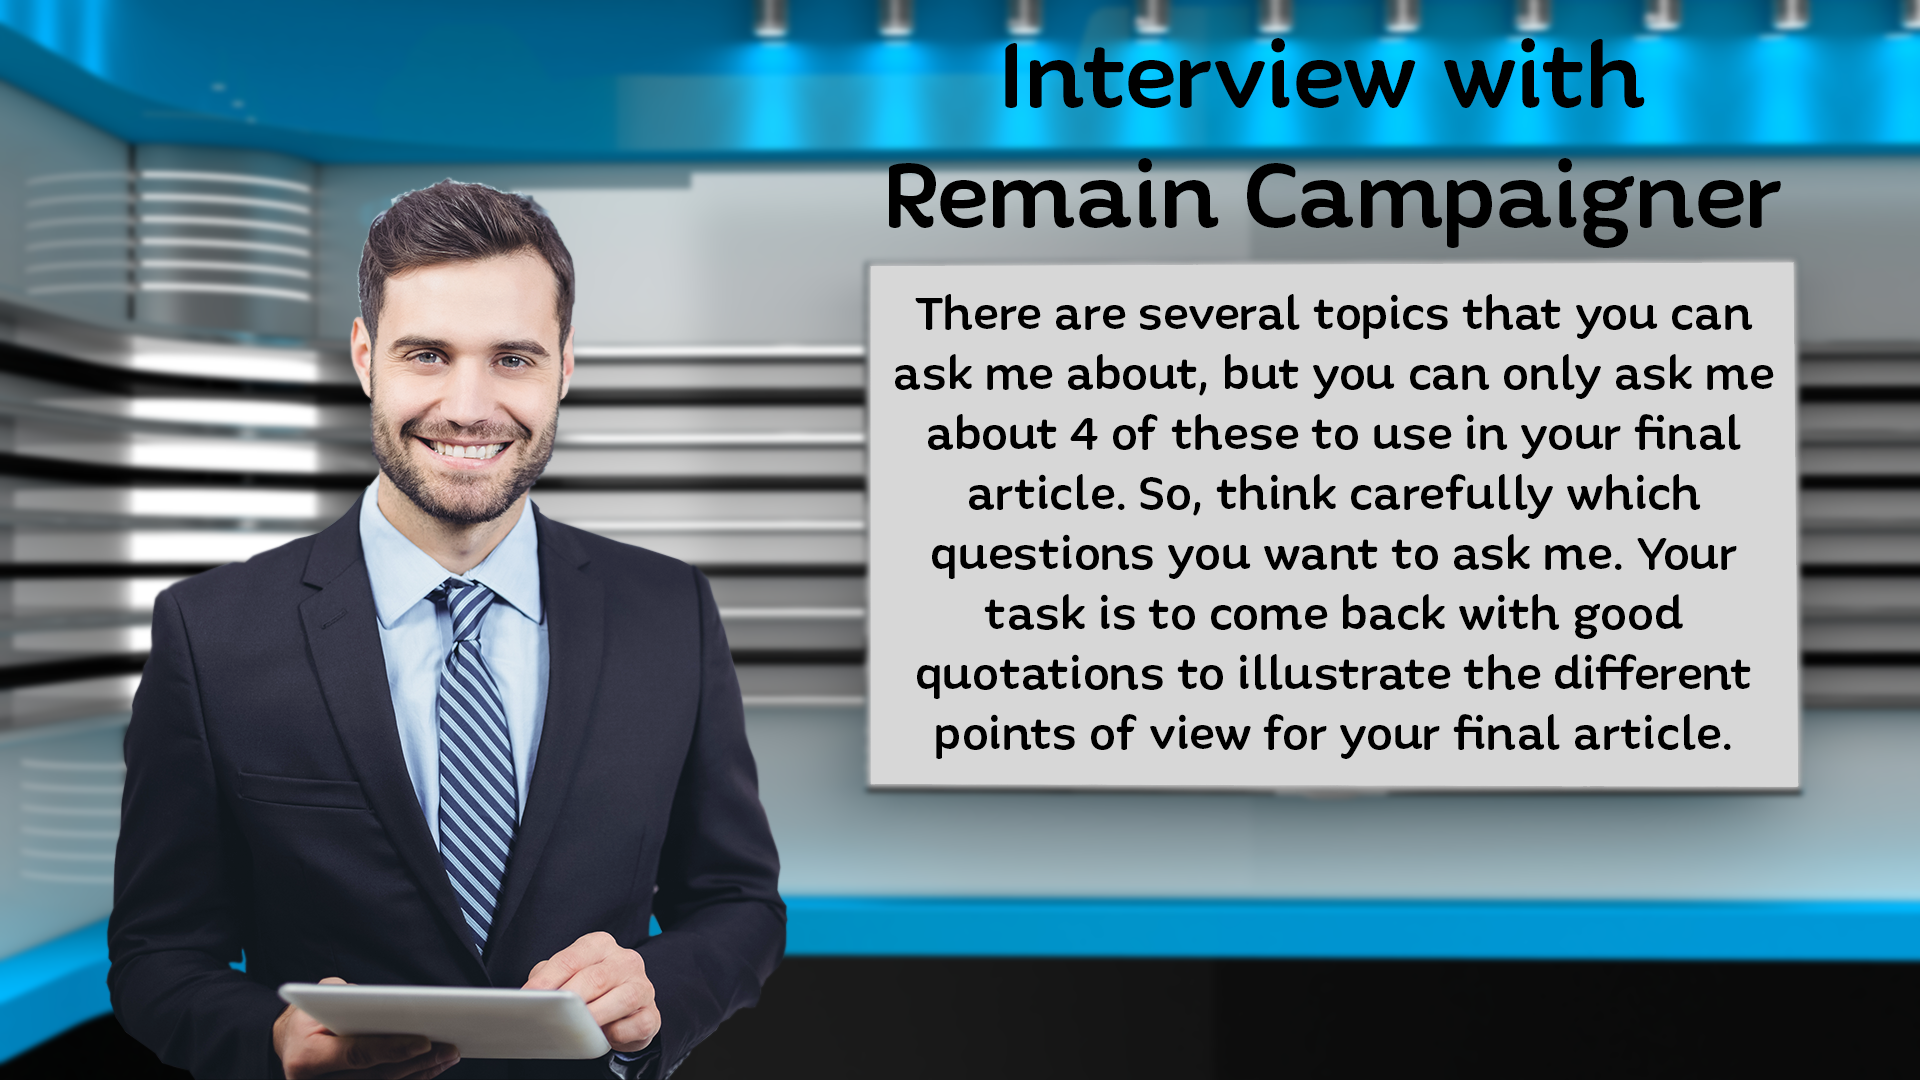 Interview with
Remain Campaigner
There are several topics that you can
ask me about, but you can only ask me
about 4 of these to use in your final
article. So, think carefully which
questions you want to ask me. Your
task is to come back with good
quotations to illustrate the different
points of view for your final article.